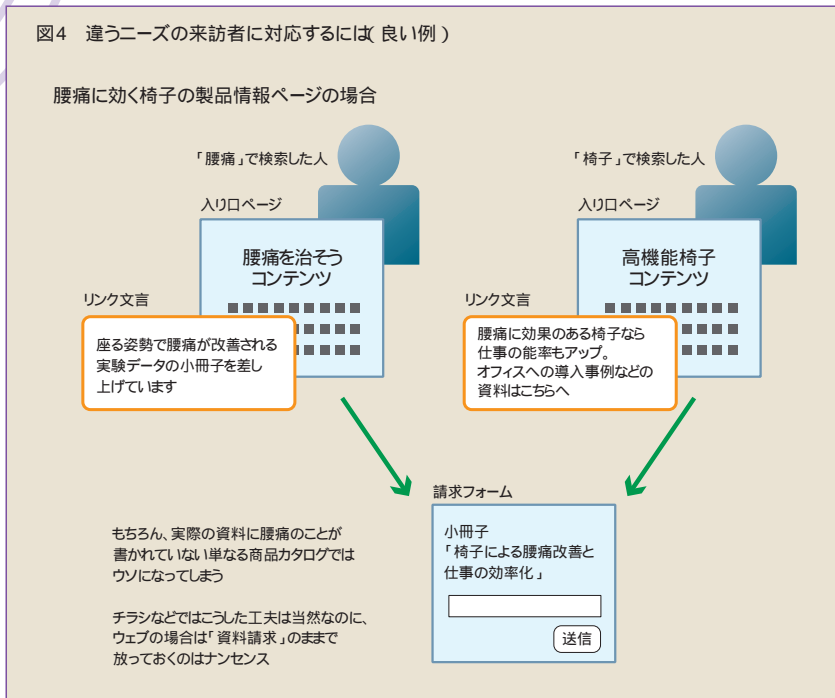 図4 違うニーズの来訪者に対応するには(良い例)
腰痛に効く椅子の製品情報ページの場合
「腰痛」で検索した人
入り口ページ
腰痛を治そう
コンテンツ
リンク文言
座る姿勢で腰痛が改善される
実験データの小冊子を差し
上げています
「椅子」で検索した人
入り口ページ
高機能椅子
コンテンツ
リンク文言
腰痛に効果のある椅子なら
仕事の能率もアップ。
オフィスへの導入事例などの
資料はこちらへ
請求フォーム
小冊子
「椅子による腰痛改善と
仕事の効率化」
送信
もちろん、実際の資料に腰痛のことが
書かれていない単なる商品カタログでは
ウソになってしまう
チラシなどではこうした工夫は当然なのに、
ウェブの場合は「資料請求」のままで
放っておくのはナンセンス